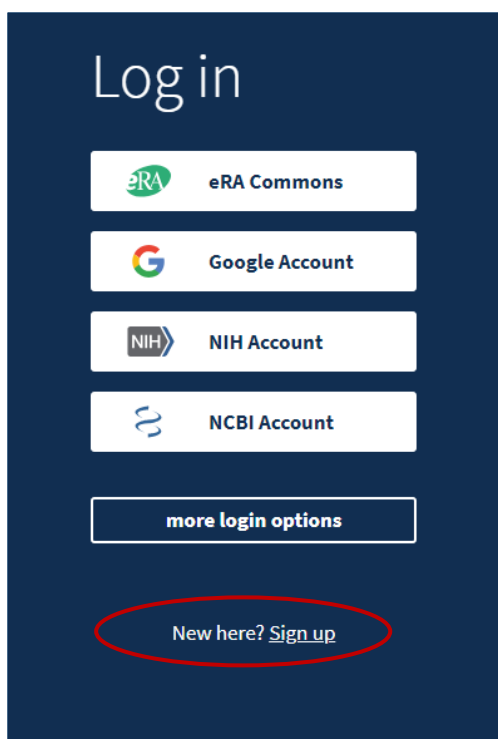 Log in
eRA eRA Commons
Google Account
NIH NIH Account
NCBI Account
more login options
New here? Sign up